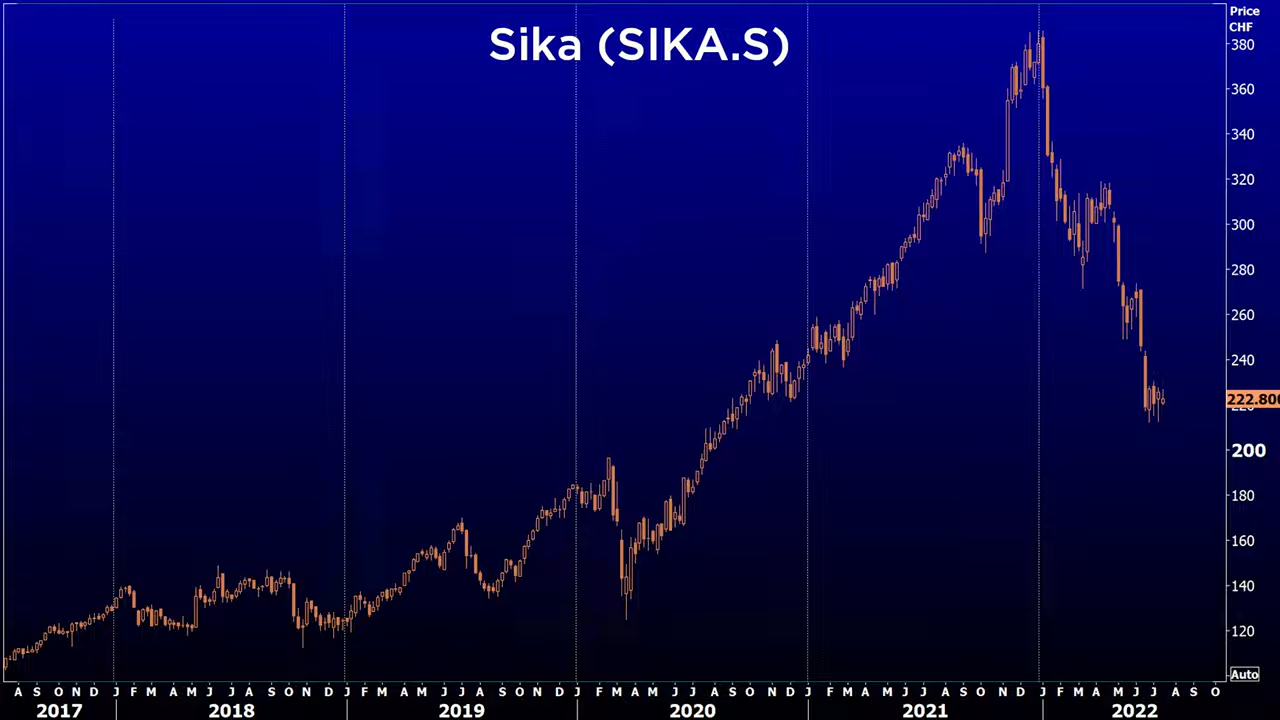 Sika (SIKA.S)
Price
CHF
380
360
340
320
300
280
260
240
222.800
200
180
160
140
120
Auto
A S O N D J F M A M J J A S O N D J F M A M J J A S O N D J F M A M J J A S O N D J F M A M J J A S O N D J F M A M J J A S O
2017 2018 2019 2020 2021 2022